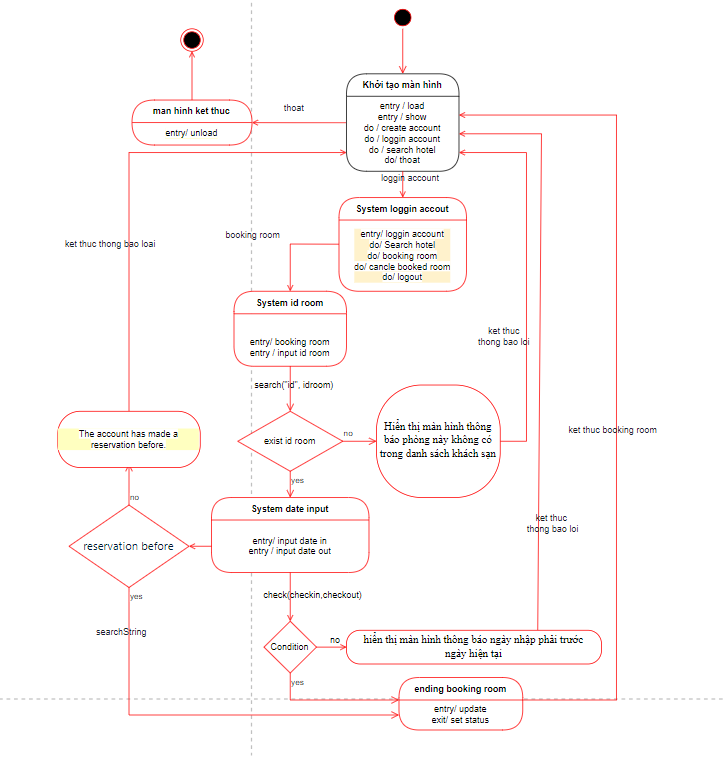 Khởi tạo màn hình
entry / load
entry / show
do / create account
do / loggin account
do / search hotel
do/ thoat
man hinh ket thuc
entry/ unload
thoat
loggin account
System loggin accout
entry/ loggin account
do/ Search hotel
do/ booking room
do/ cancle booked room
do/ logout
booking room
ket thuc thong bao loai
System id room
entry/ booking room
entry / input id room
ket thuc
thong bao loi
search("id", idroom)
exist id room
no
Hiển thị màn hình thông
báo phòng này không có
trong danh sách khách sạn
ket thuc booking room
The account has made a
reservation before.
yes
no
System date input
entry/ input date in
entry / input date out
ket thuc
thong bao loi
reservation before
yes
check(checkin,checkout)
searchString
Condition
no
hiển thị màn hình thông báo ngày nhập phải trước
ngày hiện tại
yes
ending booking room
entry/ update
exit/ set status